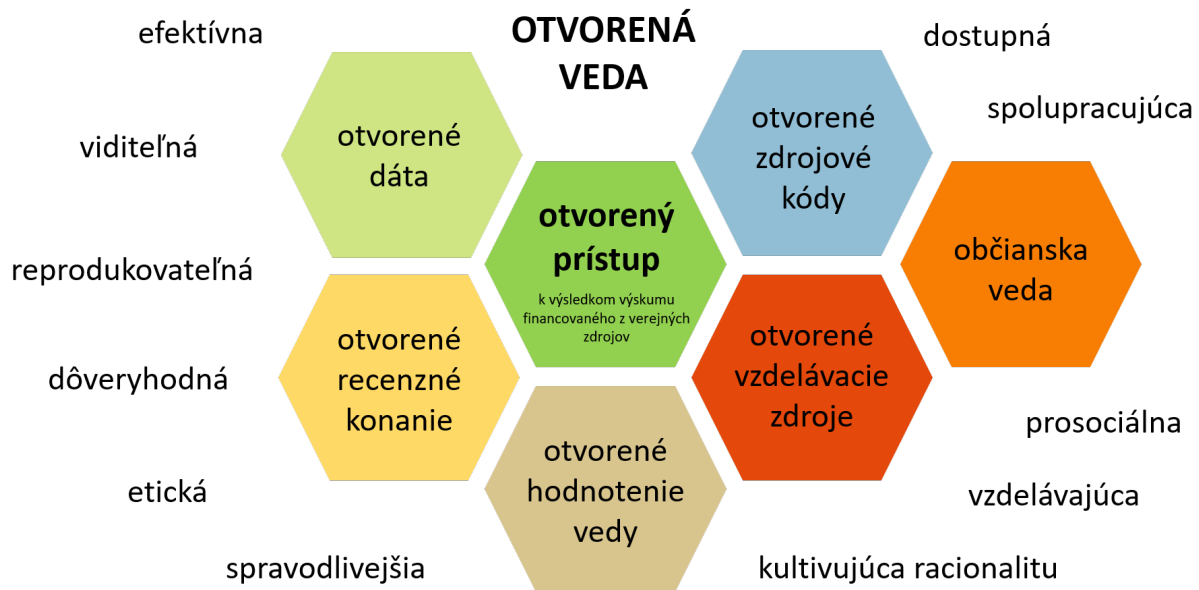 OTVORENÁ
VEDA
efektívna
viditeľná
reprodukovateľná
dôveryhodná
etická
spravodlivejšia
otvorené
dáta
otvorené
recenzné
konanie
otvorený
prístup
k výsledkom výskumu
financovaného z verejných
zdrojov
otvorené
hodnotenie
vedy
otvorené
zdrojové
kódy
otvorené
vzdelávacie
zdroje
občianska
veda
dostupná
spolupracujúca
prosociálna
vzdelávajúca
kultivujúca racionalitu